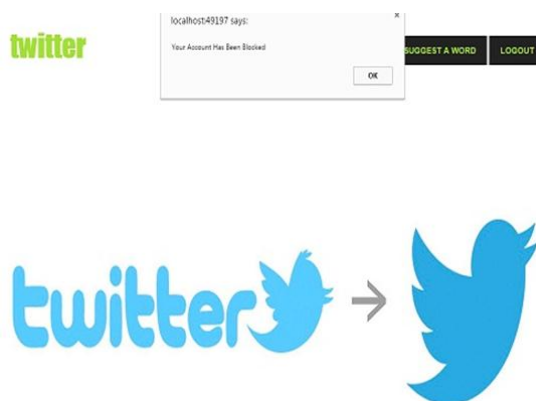 localhost:49197 says:
×
twitter
Your Account Has Been Blocked
SUGGEST A WORD
LOGOUT
OK
twitter